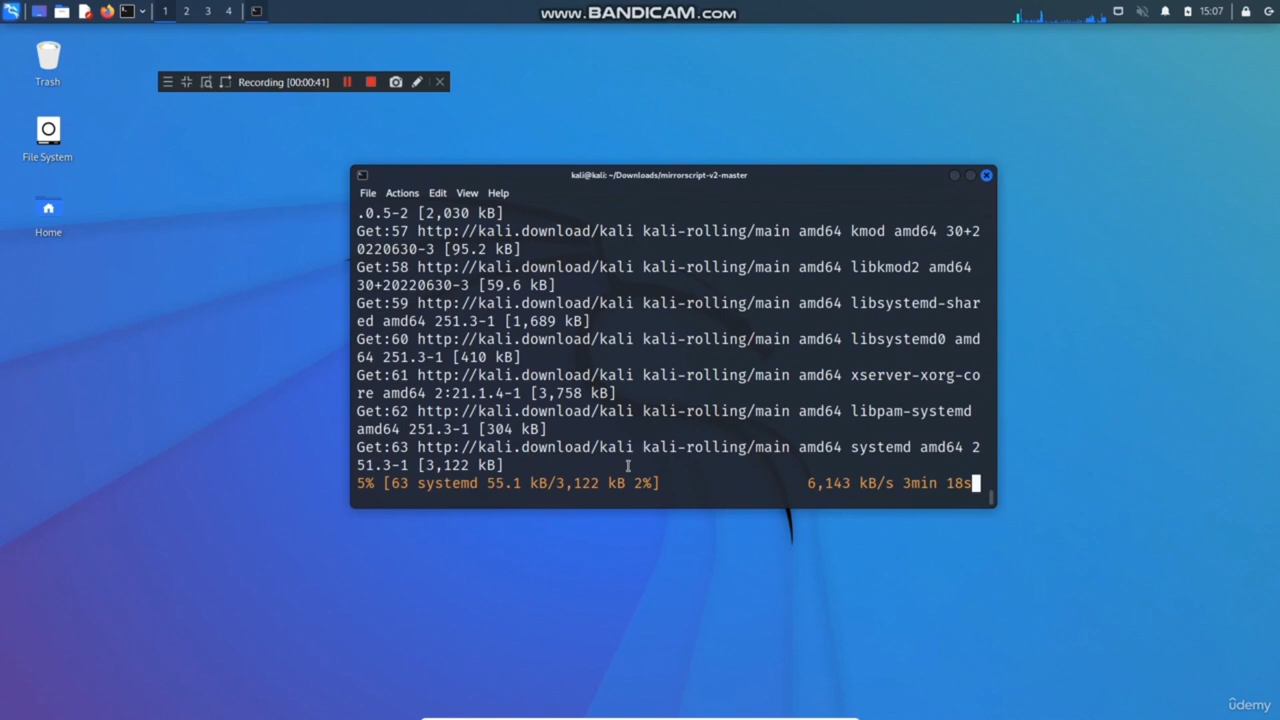 www.BANDICAM.com
1 2 3 4
15:07
Trash
Recording [00:00:41]
File System
Home
kali@kali: ~/Downloads/mirrorscript-v2-master
File Actions Edit View Help
.0.5-2 [2,030 kB]
Get:57 http://kali.download/kali kali-rolling/main amd64 kmod amd64 30+2
0220630-3 [95.2 kB]
Get:58 http://kali.download/kali kali-rolling/main amd64 libkmod2 amd64
30+20220630-3 [59.6 kB]
Get:59 http://kali.download/kali kali-rolling/main amd64 libsystemd-shar
ed amd64 251.3-1 [1,689 kB]
Get:60 http://kali.download/kali kali-rolling/main amd64 libsystemd0 amd
64 251.3-1 [410 kB]
Get:61 http://kali.download/kali kali-rolling/main amd64 xserver-xorg-co
re amd64 2:21.1.4-1 [3,758 kB]
Get:62 http://kali.download/kali kali-rolling/main amd64 libpam-systemd
amd64 251.3-1 [304 kB]
Get:63 http://kali.download/kali kali-rolling/main amd64 systemd amd64 2
51.3-1 [3,122 kB]
5% [63 systemd 55.1 kB/3,122 kB 2%] 6,143 kB/s 3min 18s
ûdemy